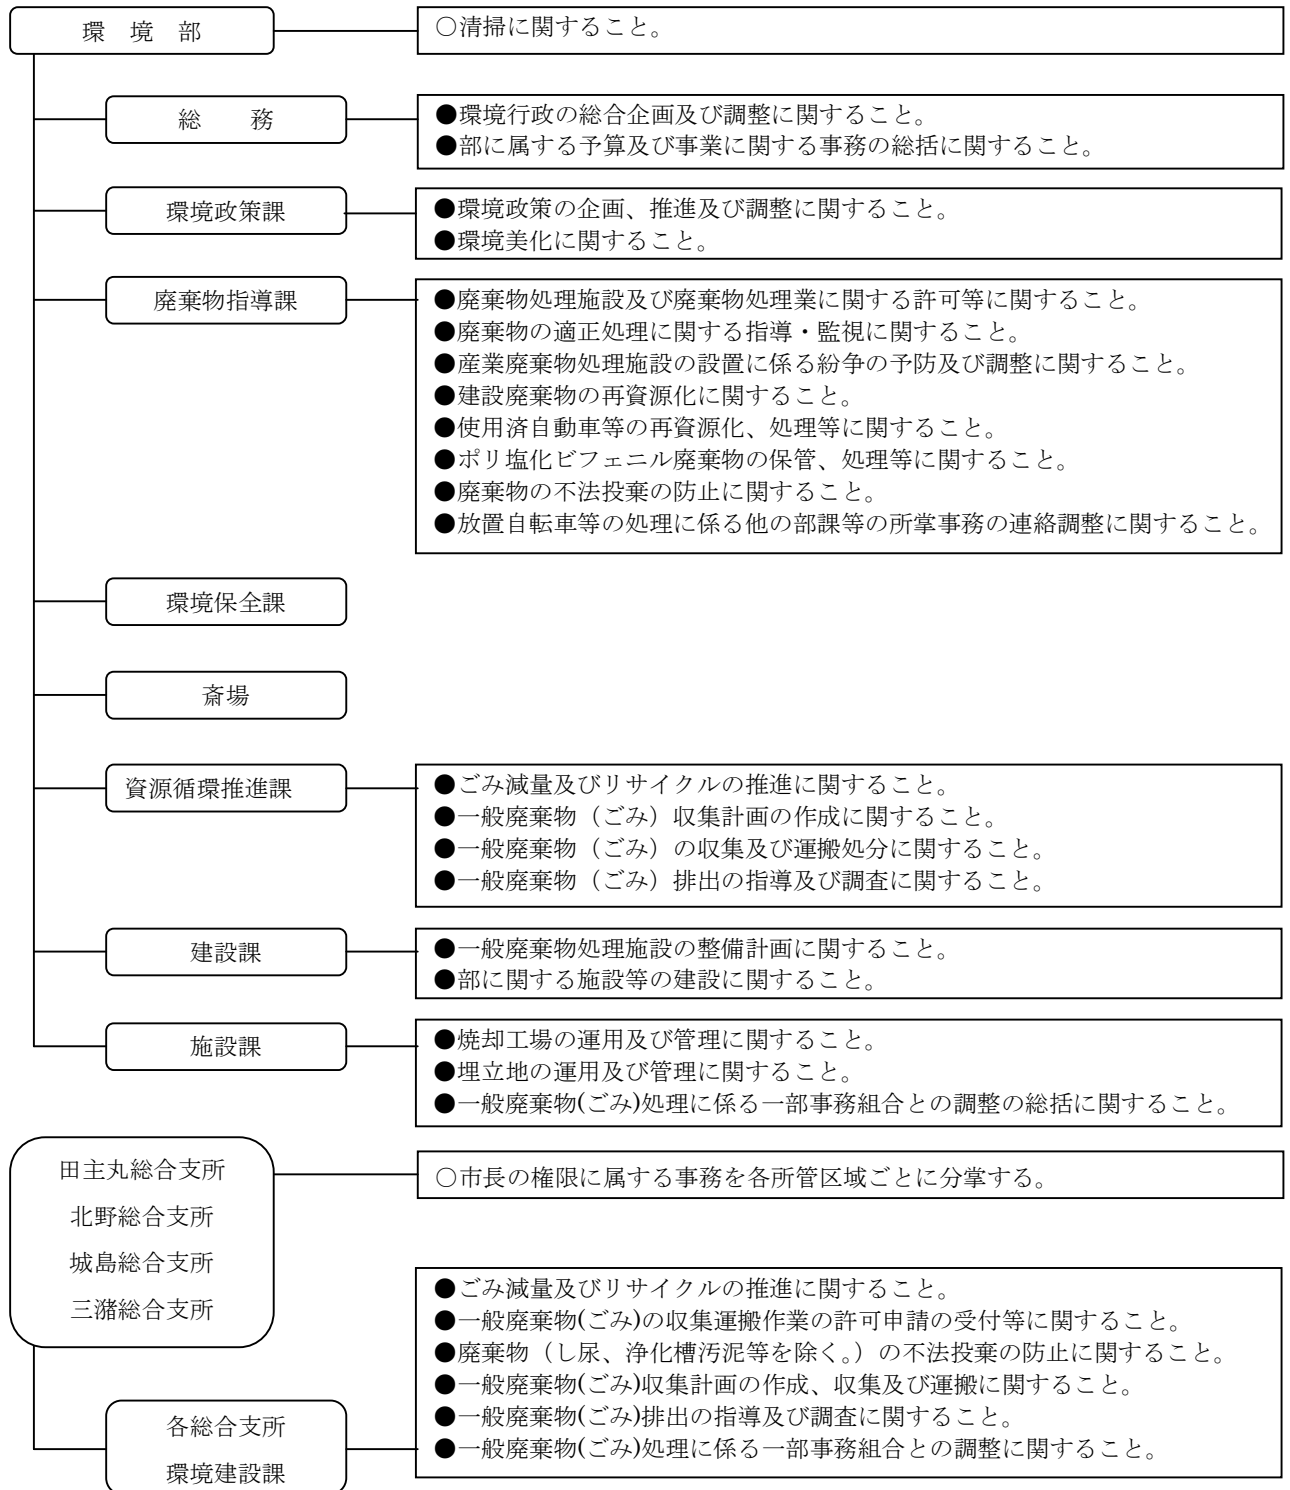 環　境　部
○清掃に関すること。
総　　務
●環境行政の総合企画及び調整に関すること。
●部に属する予算及び事業に関する事務の総括に関すること。
環境政策課
●環境政策の企画、推進及び調整に関すること。
●環境美化に関すること。
廃棄物指導課
●廃棄物処理施設及び廃棄物処理業に関する許可等に関すること。
●廃棄物の適正処理に関する指導・監視に関すること。
●産業廃棄物処理施設の設置に係る紛争の予防及び調整に関すること。
●建設廃棄物の再資源化に関すること。
●使用済自動車等の再資源化、処理等に関すること。
●ポリ塩化ビフェニル廃棄物の保管、処理等に関すること。
●廃棄物の不法投棄の防止に関すること。
●放置自転車等の処理に係る他の部課等の所掌事務の連絡調整に関すること。
環境保全課
斎場
資源循環推進課
●ごみ減量及びリサイクルの推進に関すること。
●一般廃棄物（ごみ）収集計画の作成に関すること。
●一般廃棄物（ごみ）の収集及び運搬処分に関すること。
●一般廃棄物（ごみ）排出の指導及び調査に関すること。
建設課
●一般廃棄物処理施設の整備計画に関すること。
●部に関する施設等の建設に関すること。
施設課
●焼却工場の運用及び管理に関すること。
●埋立地の運用及び管理に関すること。
●一般廃棄物(ごみ)処理に係る一部事務組合との調整の総括に関すること。
田主丸総合支所
北野総合支所
城島総合支所
三潴総合支所
○市長の権限に属する事務を各所管区域ごとに分掌する。
各総合支所
環境建設課
●ごみ減量及びリサイクルの推進に関すること。
●一般廃棄物(ごみ)の収集運搬作業の許可申請の受付等に関すること。
●廃棄物（し尿、浄化槽汚泥等を除く。）の不法投棄の防止に関すること。
●一般廃棄物(ごみ)収集計画の作成、収集及び運搬に関すること。
●一般廃棄物(ごみ)排出の指導及び調査に関すること。
●一般廃棄物(ごみ)処理に係る一部事務組合との調整に関すること。